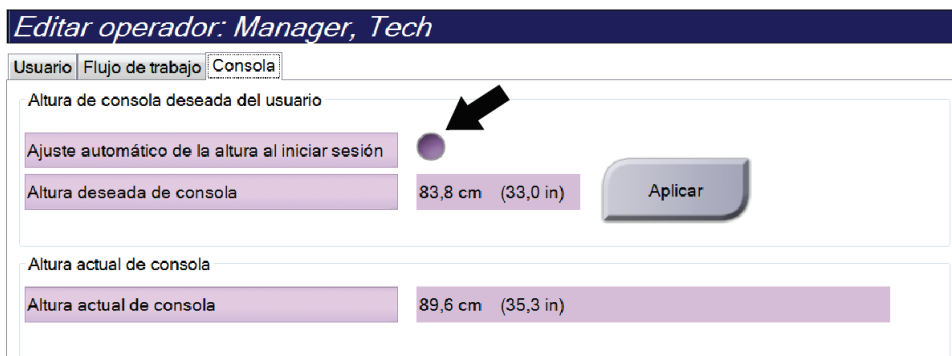 Editar operador: Manager, Tech
Usuario Flujo de trabajo Consola
Altura de consola deseada del usuario
Ajuste automático de la altura al iniciar sesión
Altura deseada de consola 83,8 cm (33,0 in) Aplicar
Altura actual de consola
Altura actual de consola 89,6 cm (35,3 in)